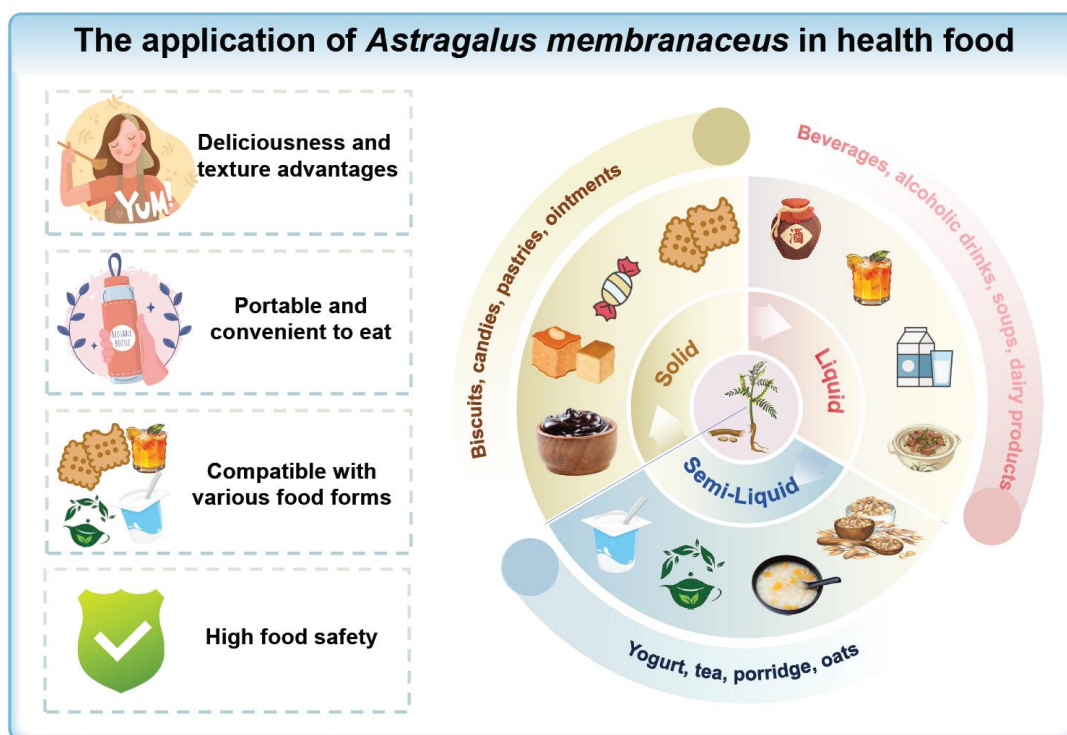 The application of Astragalus membranaceus in health food
YUM!
Deliciousness and
texture advantages
REUSABLE
BOTTLE
Portable and
convenient to eat
Compatible with
various food forms
High food safety
Biscuits, candies, pastries, ointments
Beverages, alcoholic drinks, soups, dairy products
酒
Solid
Liquid
Semi-Liquid
Yogurt, tea, porridge, oats